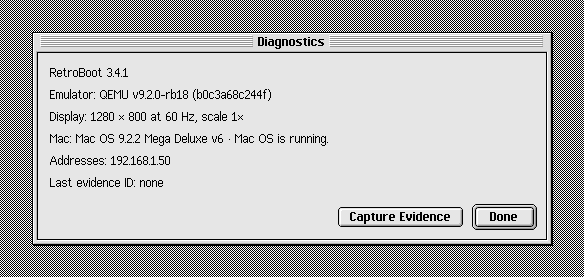 Diagnostics
RetroBoot 3.4.1
Emulator: QEMU v9.2.0-rb18 (b0c3a68c244f)
Display: 1280 × 800 at 60 Hz, scale 1×
Mac: Mac OS 9.2.2 Mega Deluxe v6 · Mac OS is running.
Addresses: 192.168.1.50
Last evidence ID: none
Capture Evidence Done